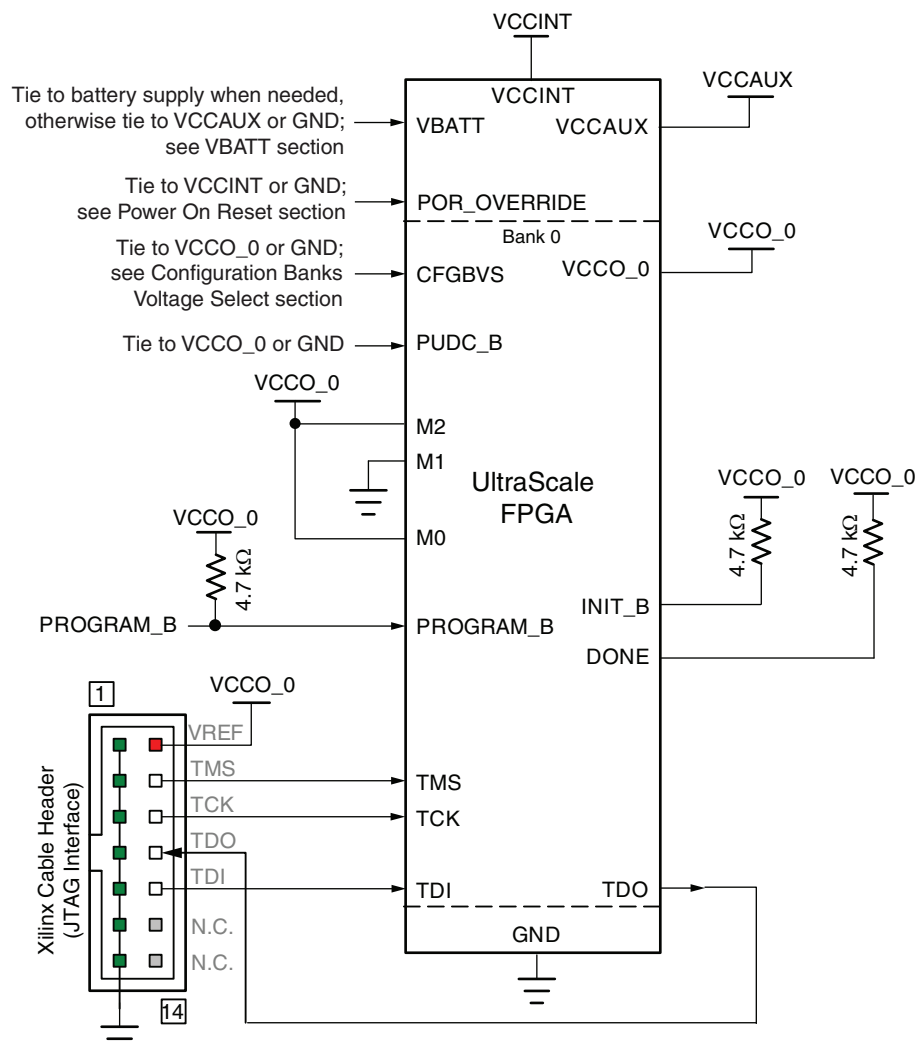 VCCINT
VCCINT
Tie to battery supply when needed,
otherwise tie to VCCAUX or GND;
see VBATT section
VBATT
VCCAUX
VCCAUX
Tie to VCCINT or GND;
see Power On Reset section
POR_OVERRIDE
Bank 0
Tie to VCCO_0 or GND;
see Configuration Banks
Voltage Select section
CFGBVS
VCCO_0
VCCO_0
Tie to VCCO_0 or GND
PUDC_B
VCCO_0
M2
M1
M0
UltraScale
FPGA
VCCO_0
4.7 kΩ
VCCO_0
4.7 kΩ
VCCO_0
4.7 kΩ
INIT_B
DONE
PROGRAM_B
PROGRAM_B
VCCO_0
1
VREF
TMS
TCK
TDO
TDI
N.C.
N.C.
14
Xilinx Cable Header
(JTAG Interface)
TMS
TCK
TDI
TDO
GND